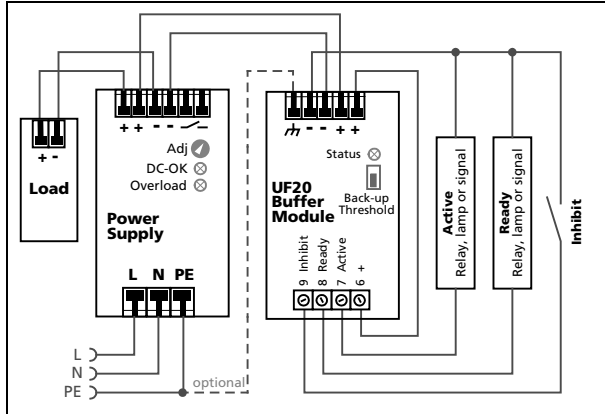 + + - -
+ -
Load
Adj
DC-OK
Overload
Power
Supply
L N PE
L
N
PE
optional
- - + +
Status
Back-up
Threshold
UF20
Buffer
Module
9 Inhibit
8 Ready
7 Active
6 +
Active
Relay, lamp or signal
Ready
Relay, lamp or signal
Inhibit